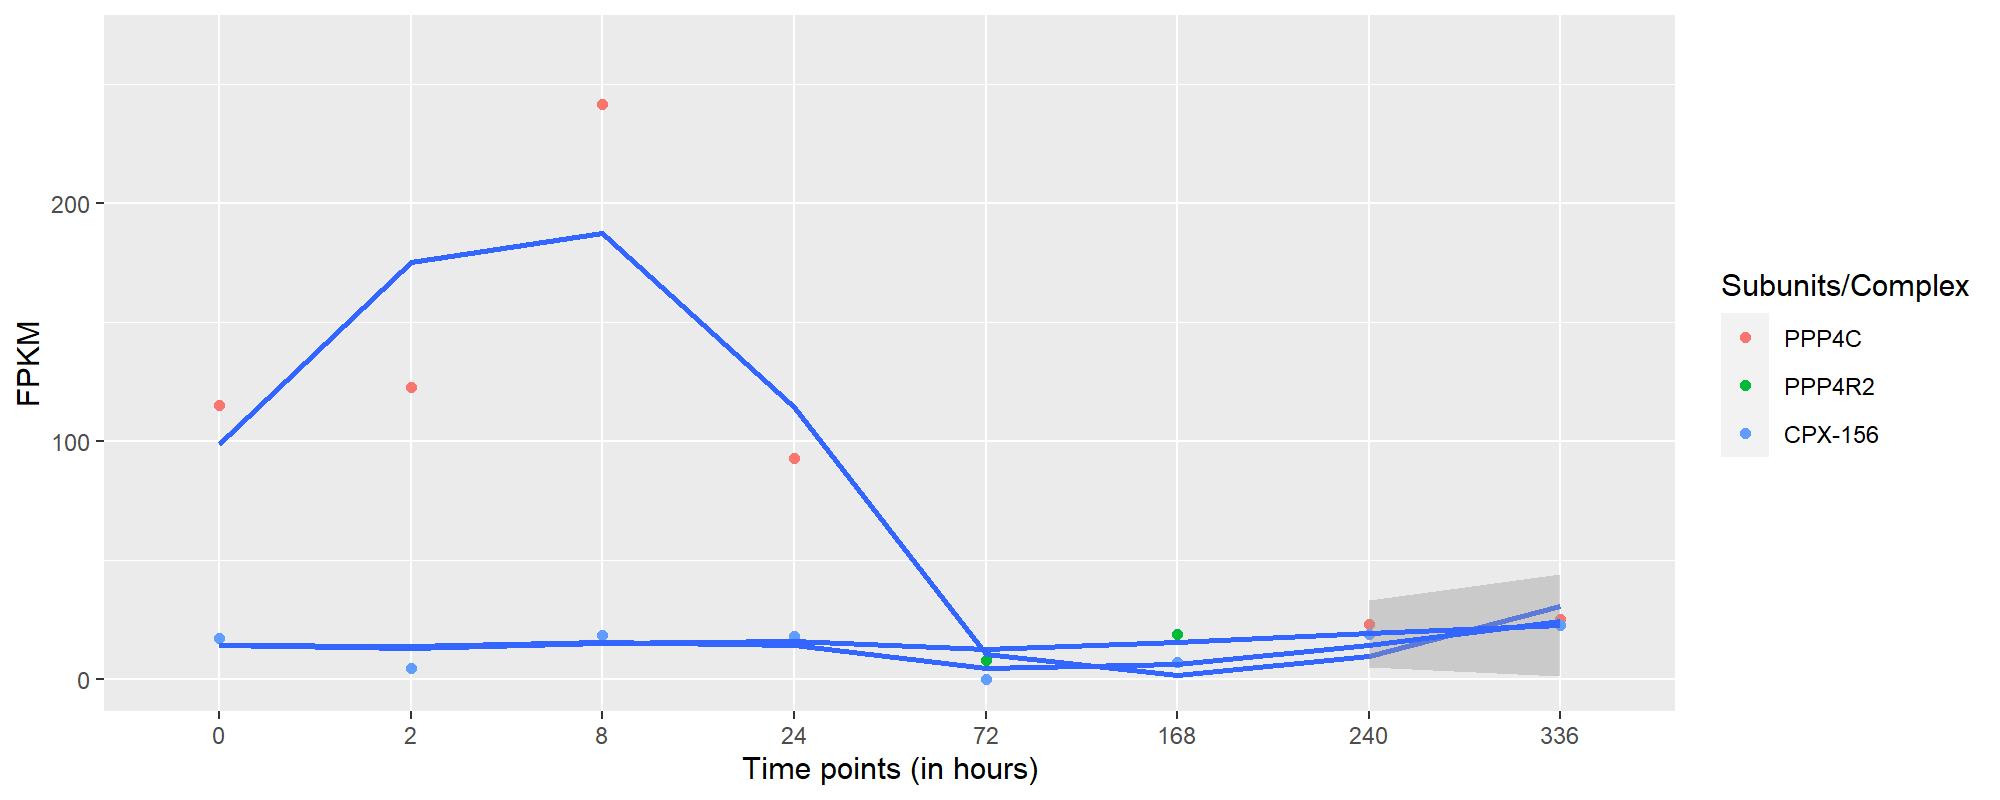 FPKM
200
100
0
0 2 8 24 72 168 240 336
Time points (in hours)
Subunits/Complex
PPP4C
PPP4R2
CPX-156